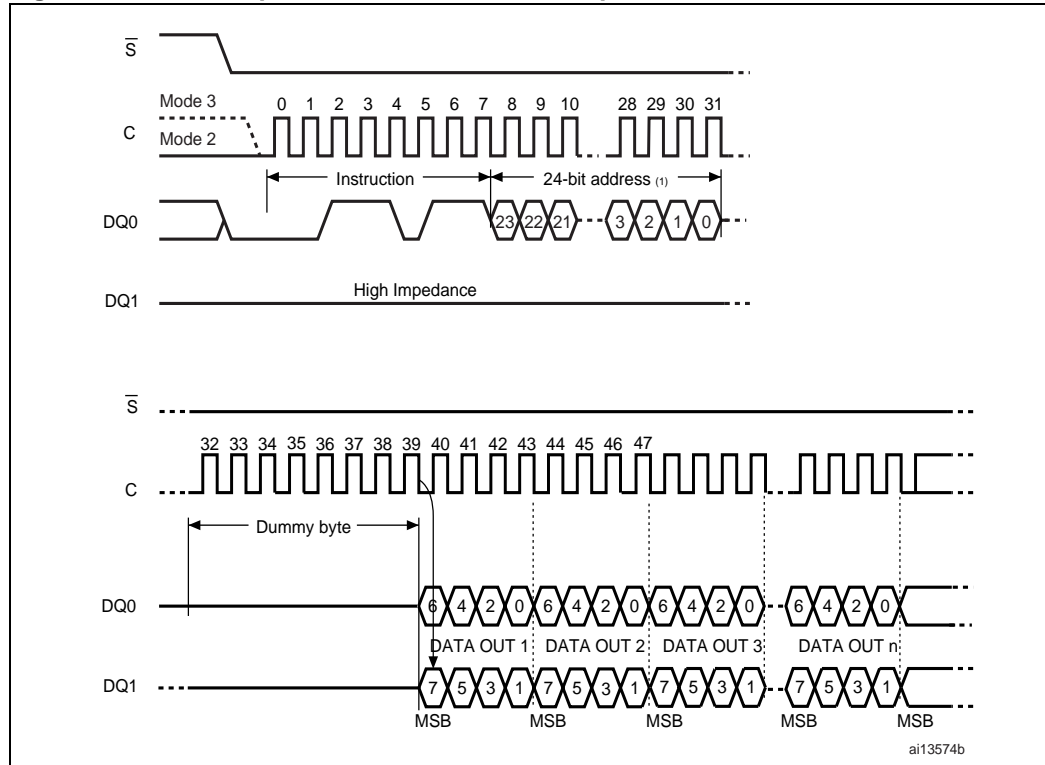 S
Mode 3
0 1 2 3 4 5 6 7 8 9 10 28 29 30 31
C
Mode 2
Instruction 24-bit address (1)
DQ0 23 22 21 3 2 1 0
High Impedance
DQ1
S
32 33 34 35 36 37 38 39 40 41 42 43 44 45 46 47
C
Dummy byte
DQ0 6 4 2 0 6 4 2 0 6 4 2 0 6 4 2 0
DATA OUT 1 DATA OUT 2 DATA OUT 3 DATA OUT n
DQ1 7 5 3 1 7 5 3 1 7 5 3 1 7 5 3 1
MSB MSB MSB MSB MSB
ai13574b